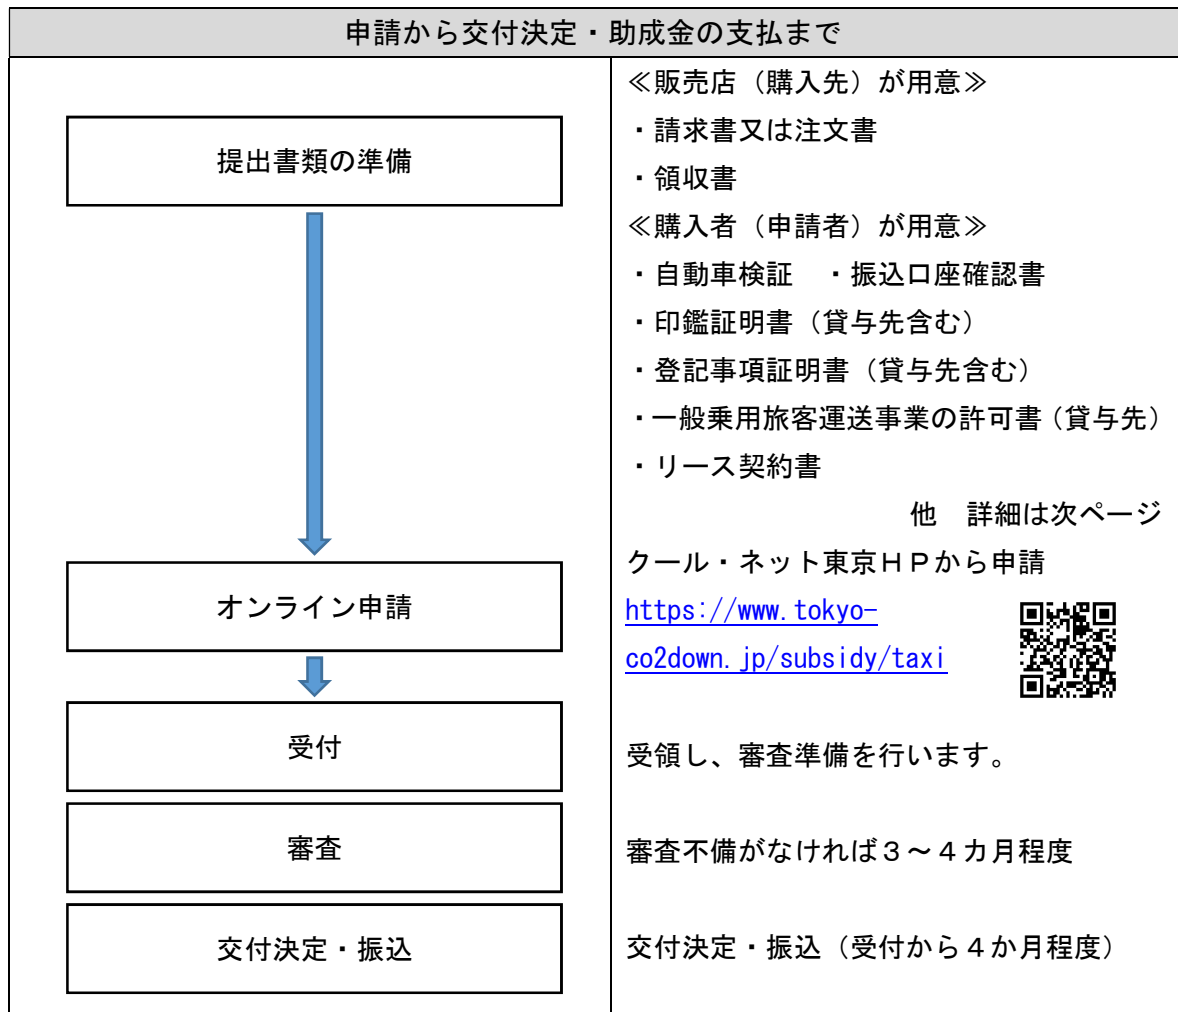 申請から交付決定・助成金の支払まで
提出書類の準備
≪販売店（購入先）が用意≫
・請求書又は注文書
・領収書
≪購入者（申請者）が用意≫
・自動車検証　・振込口座確認書
・印鑑証明書（貸与先含む）
・登記事項証明書（貸与先含む）
・一般乗用旅客運送事業の許可書（貸与先）
・リース契約書
他　詳細は次ページ
オンライン申請
クール・ネット東京ＨＰから申請
https://www.tokyo-
co2down.jp/subsidy/taxi
受付
受領し、審査準備を行います。
審査
審査不備がなければ３～４カ月程度
交付決定・振込
交付決定・振込（受付から４か月程度）